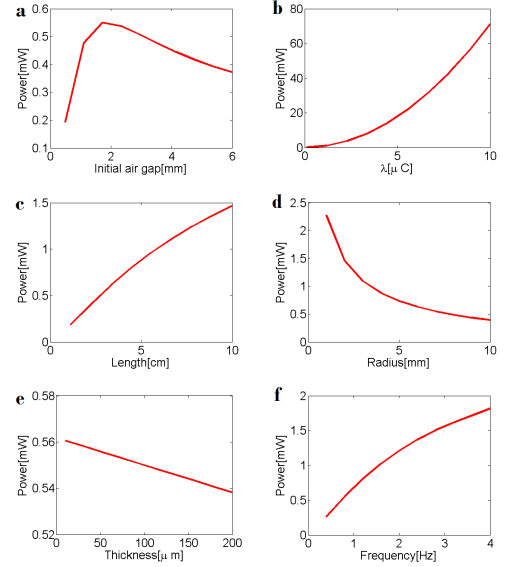 a
0.6
0.5
0.4
0.3
0.2
0.1
Power[mW]
2
4
6
Initial air gap[mm]
b
80
60
40
20
0
Power[mW]
0
5
10
λ[μ C]
c
1.5
1
0.5
0
Power[mW]
0
5
10
Length[cm]
d
2.5
2
1.5
1
0.5
0
Power[mW]
0
5
10
Radius[mm]
e
0.58
0.56
0.54
0.52
Power[mW]
0
50
100
150
200
Thickness[μ m]
f
2
1.5
1
0.5
0
Power[mW]
0
1
2
3
4
Frequency[Hz]